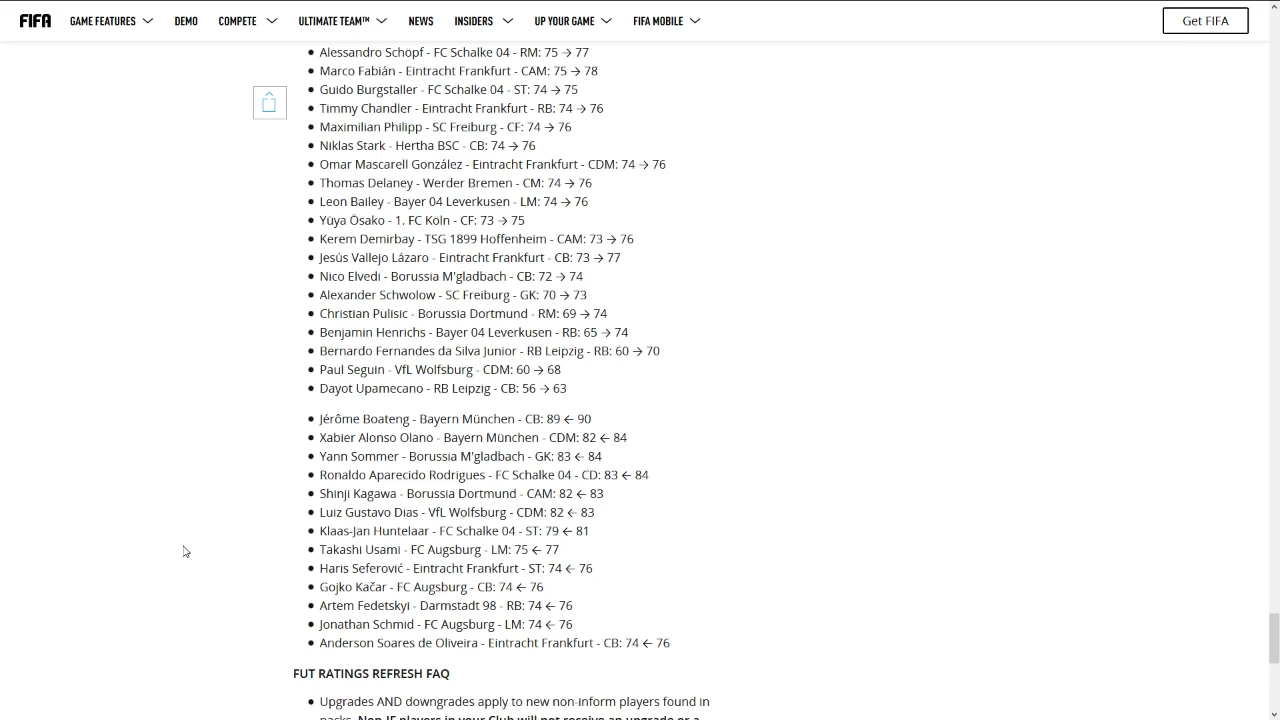 FIFA GAME FEATURES DEMO COMPETE ULTIMATE TEAM™ NEWS INSIDERS UP YOUR GAME FIFA MOBILE Get FIFA
• Alessandro Schöpf - FC Schalke 04 - RM: 75 → 77
• Marco Fabián - Eintracht Frankfurt - CAM: 75 → 78
• Guido Burgstaller - FC Schalke 04 - ST: 74 → 75
• Timmy Chandler - Eintracht Frankfurt - RB: 74 → 76
• Maximilian Philipp - SC Freiburg - CF: 74 → 76
• Niklas Stark - Hertha BSC - CB: 74 → 76
• Omar Mascarell González - Eintracht Frankfurt - CDM: 74 → 76
• Thomas Delaney - Werder Bremen - CM: 74 → 76
• Leon Bailey - Bayer 04 Leverkusen - LM: 74 → 76
• Yūya Ōsako - 1. FC Köln - CF: 73 → 75
• Kerem Demirbay - TSG 1899 Hoffenheim - CAM: 73 → 76
• Jesús Vallejo Lázaro - Eintracht Frankfurt - CB: 73 → 77
• Nico Elvedi - Borussia M'gladbach - CB: 72 → 74
• Alexander Schwolow - SC Freiburg - GK: 70 → 73
• Christian Pulisic - Borussia Dortmund - RM: 69 → 74
• Benjamin Henrichs - Bayer 04 Leverkusen - RB: 65 → 74
• Bernardo Fernandes da Silva Junior - RB Leipzig - RB: 60 → 70
• Paul Seguin - VfL Wolfsburg - CDM: 60 → 68
• Dayot Upamecano - RB Leipzig - CB: 56 → 63
• Jérôme Boateng - Bayern München - CB: 89 ← 90
• Xabier Alonso Olano - Bayern München - CDM: 82 ← 84
• Yann Sommer - Borussia M'gladbach - GK: 83 ← 84
• Ronaldo Aparecido Rodrigues - FC Schalke 04 - CD: 83 ← 84
• Shinji Kagawa - Borussia Dortmund - CAM: 82 ← 83
• Luiz Gustavo Dias - VfL Wolfsburg - CDM: 82 ← 83
• Klaas-Jan Huntelaar - FC Schalke 04 - ST: 79 ← 81
• Takashi Usami - FC Augsburg - LM: 75 ← 77
• Haris Seferović - Eintracht Frankfurt - ST: 74 ← 76
• Gojko Kačar - FC Augsburg - CB: 74 ← 76
• Artem Fedetskyi - Darmstadt 98 - RB: 74 ← 76
• Jonathan Schmid - FC Augsburg - LM: 74 ← 76
• Anderson Soares de Oliveira - Eintracht Frankfurt - CB: 74 ← 76
FUT RATINGS REFRESH FAQ
• Upgrades AND downgrades apply to new non-inform players found in
packs. Non-IF players in your Club will not receive an upgrade or a